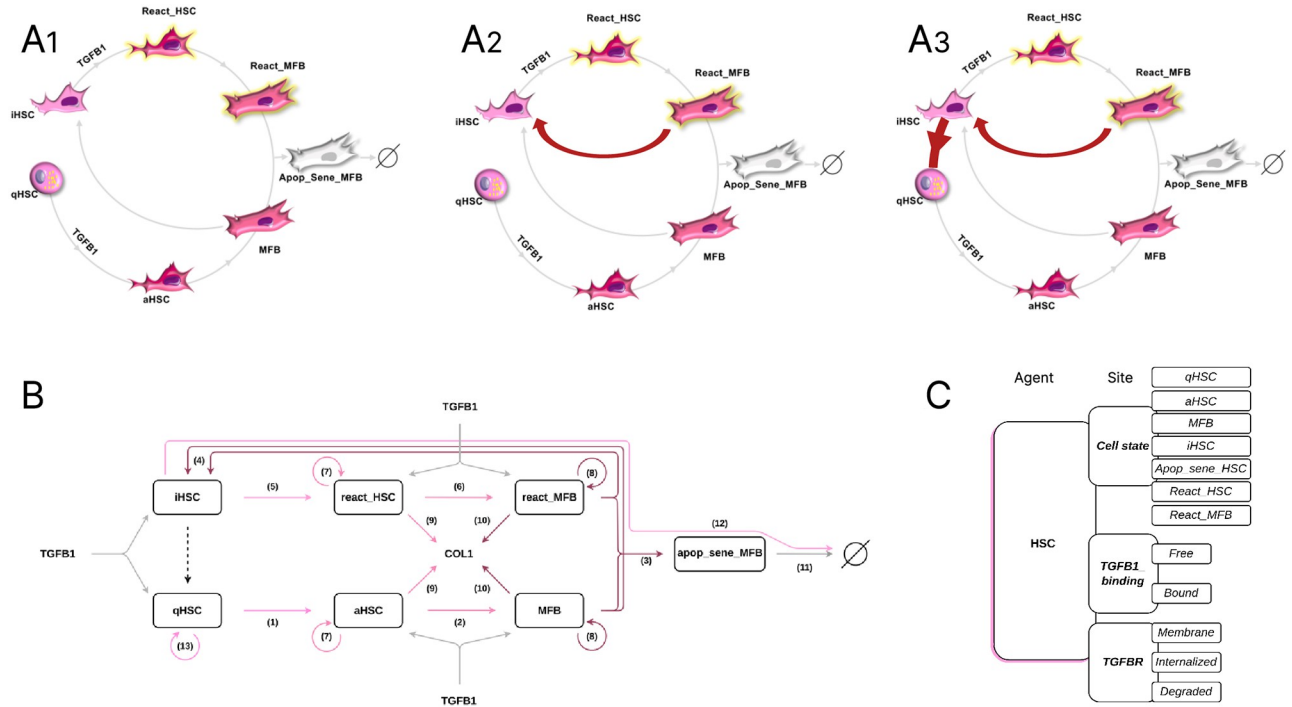 A1
React_HSC
TGFB1
React_MFB
iHSC
Apop_Sene_MFB
qHSC
TGFB1
MFB
aHSC
A2
React_HSC
TGFB1
React_MFB
iHSC
Apop_Sene_MFB
qHSC
TGFB1
MFB
aHSC
A3
React_HSC
TGFB1
React_MFB
iHSC
Apop_Sene_MFB
qHSC
TGFB1
MFB
aHSC
B
TGFB1
(4)
(7)
(8)
iHSC
(5)
react_HSC
(6)
react_MFB
(9)
(10)
(12)
TGFB1
COL1
(3)
apop_sene_MFB
(11)
(9)
(10)
qHSC
(1)
aHSC
(2)
MFB
(13)
(7)
(8)
TGFB1
C
Agent
Site
HSC
Cell state
qHSC
aHSC
MFB
iHSC
Apop_sene_HSC
React_HSC
React_MFB
TGFB1_
binding
Free
Bound
TGFBR
Membrane
Internalized
Degraded